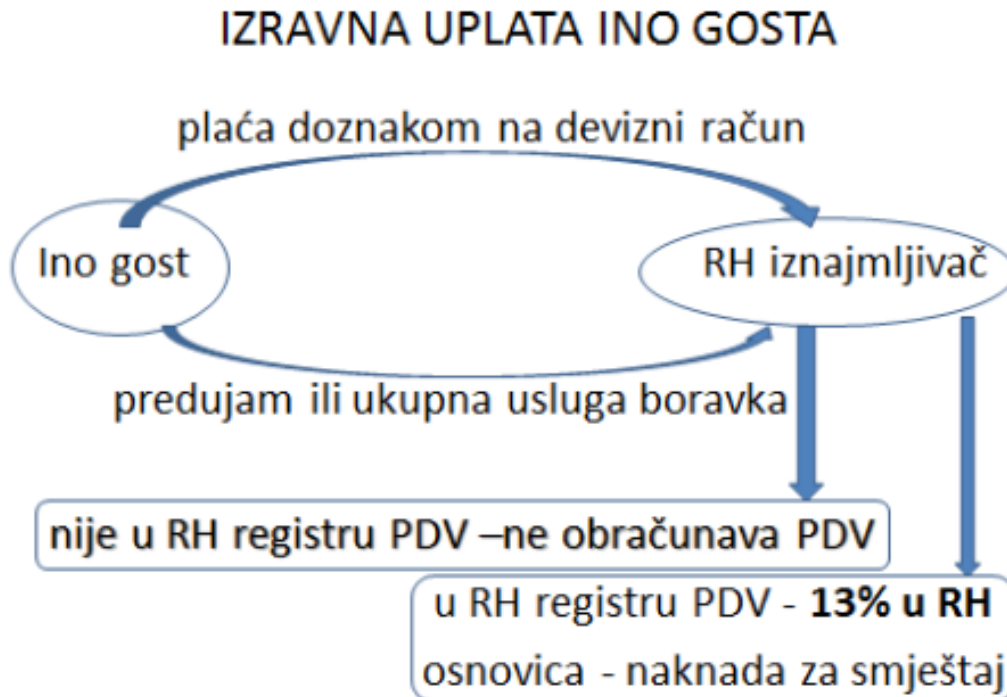 IZRAVNA UPLATA INO GOSTA
plaća doznakom na devizni račun
Ino gost
RH iznajmljivač
predujam ili ukupna usluga boravka
nije u RH registru PDV –ne obračunava PDV
u RH registru PDV - 13% u RH
osnovica - naknada za smještaj